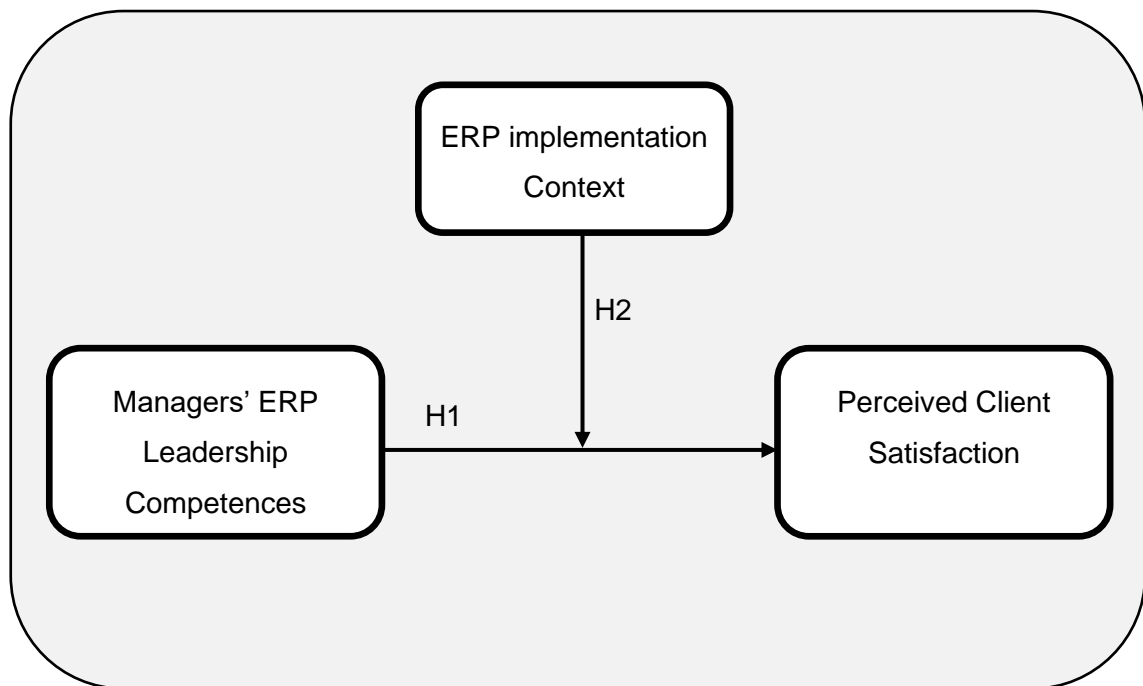 ERP implementation
Context
H2
Managers’ ERP
Leadership
Competences
H1
Perceived Client
Satisfaction